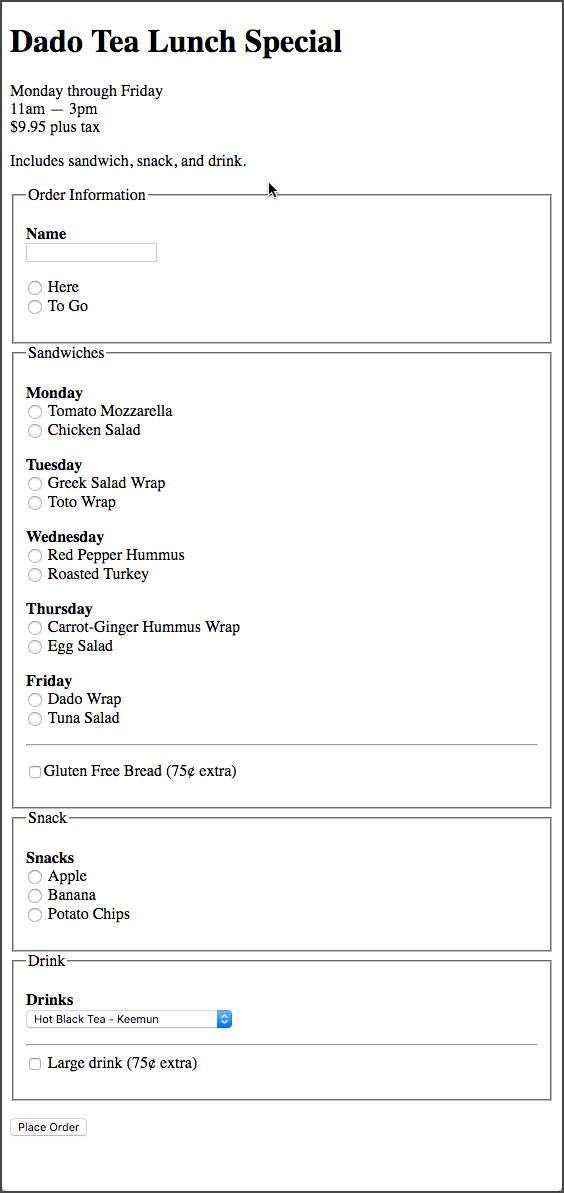 Dado Tea Lunch Special
Monday through Friday
11am — 3pm
$9.95 plus tax
Includes sandwich, snack, and drink.
Order Information
Name
Here
To Go
Sandwiches
Monday
Tomato Mozzarella
Chicken Salad
Tuesday
Greek Salad Wrap
Toto Wrap
Wednesday
Red Pepper Hummus
Roasted Turkey
Thursday
Carrot-Ginger Hummus Wrap
Egg Salad
Friday
Dado Wrap
Tuna Salad
Gluten Free Bread (75¢ extra)
Snack
Snacks
Apple
Banana
Potato Chips
Drink
Drinks
Hot Black Tea - Keemun
Large drink (75¢ extra)
Place Order